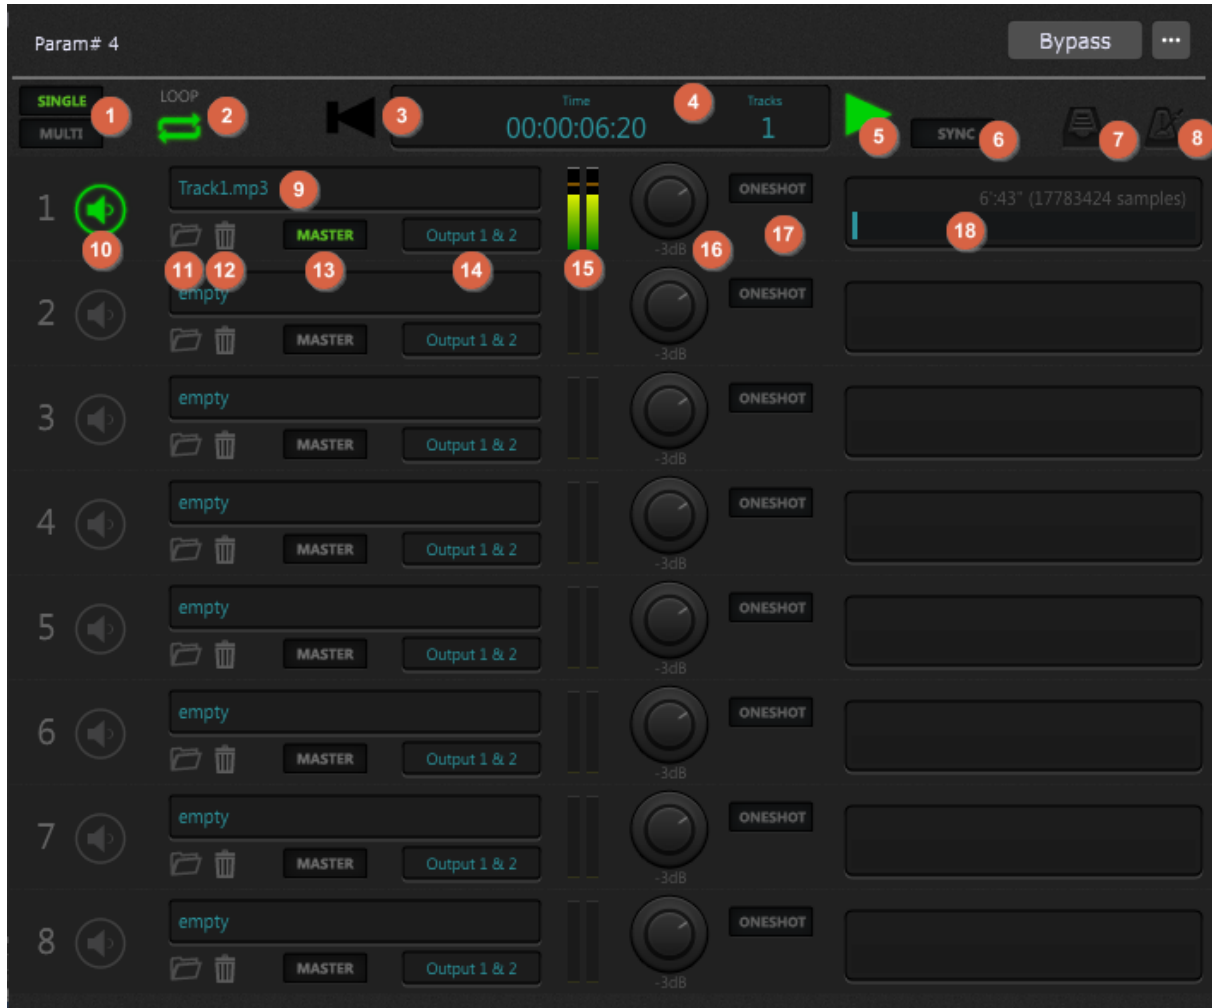 Param# 4
Bypass
...
SINGLE
MULTI
1
LOOP
2
3
Time
00:00:06:20
4
Tracks
1
5
SYNC
6
7
8
1
10
Track1.mp3
9
11
12
MASTER
13
Output 1 & 2
14
15
-3dB
16
ONESHOT
17
6':43" (17783424 samples)
18
2
empty
MASTER
Output 1 & 2
-3dB
ONESHOT
3
empty
MASTER
Output 1 & 2
-3dB
ONESHOT
4
empty
MASTER
Output 1 & 2
-3dB
ONESHOT
5
empty
MASTER
Output 1 & 2
-3dB
ONESHOT
6
empty
MASTER
Output 1 & 2
-3dB
ONESHOT
7
empty
MASTER
Output 1 & 2
-3dB
ONESHOT
8
empty
MASTER
Output 1 & 2
-3dB
ONESHOT